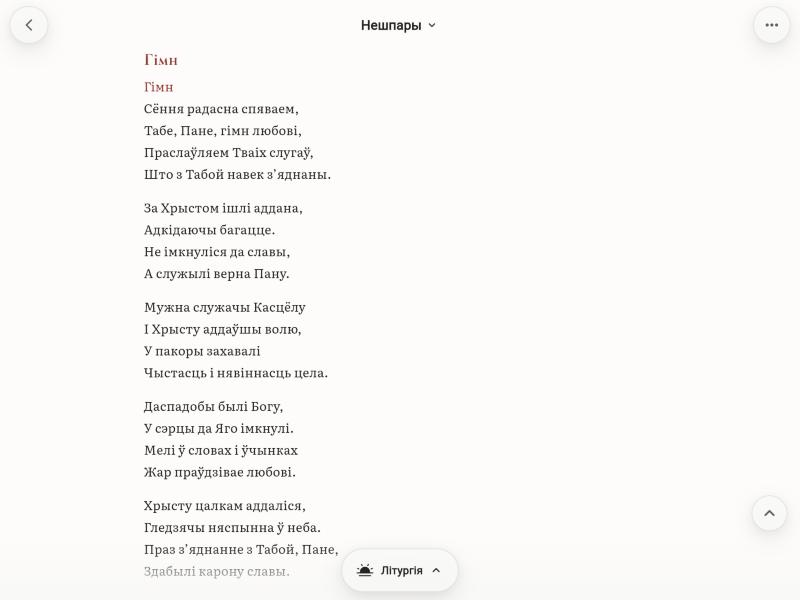 Нешпары
Гімн
Гімн
Сёння радасна спяваем,
Табе, Пане, гімн любові,
Праслаўляем Тваіх слугаў,
Што з Табой навек з’яднаны.
За Хрыстом ішлі аддана,
Адкідаючы багацце.
Не імкнуліся да славы,
А служылі верна Пану.
Мужна служачы Касцёлу
І Хрысту аддаўшы волю,
У пакоры захавалі
Чыстасць і нявіннасць цела.
Даспадобы былі Богу,
У сэрцы да Яго імкнулі.
Мелі ў словах і ўчынках
Жар праўдзівае любові.
Хрысту цалкам аддаліся,
Гледзячы няспынна ў неба.
Праз з’яднанне з Табой, Пане,
Здабылі карону славы.
Літургія